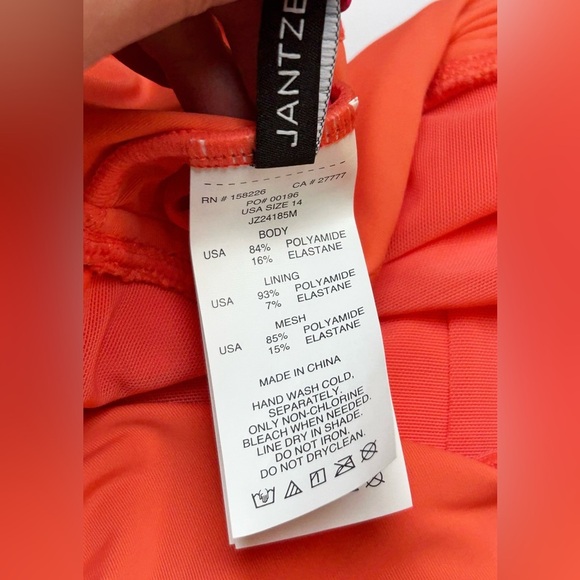 JANTZE
RN # 158226 CA # 27777
PO# 00196
USA SIZE 14
JZ24185M
BODY
USA 84% POLYAMIDE
16% ELASTANE
LINING
USA 93% POLYAMIDE
7% ELASTANE
MESH
USA 85% POLYAMIDE
15% ELASTANE
MADE IN CHINA
HAND WASH COLD,
SEPARATELY.
ONLY NON-CHLORINE
BLEACH WHEN NEEDED.
LINE DRY IN SHADE.
DO NOT IRON.
DO NOT DRYCLEAN.